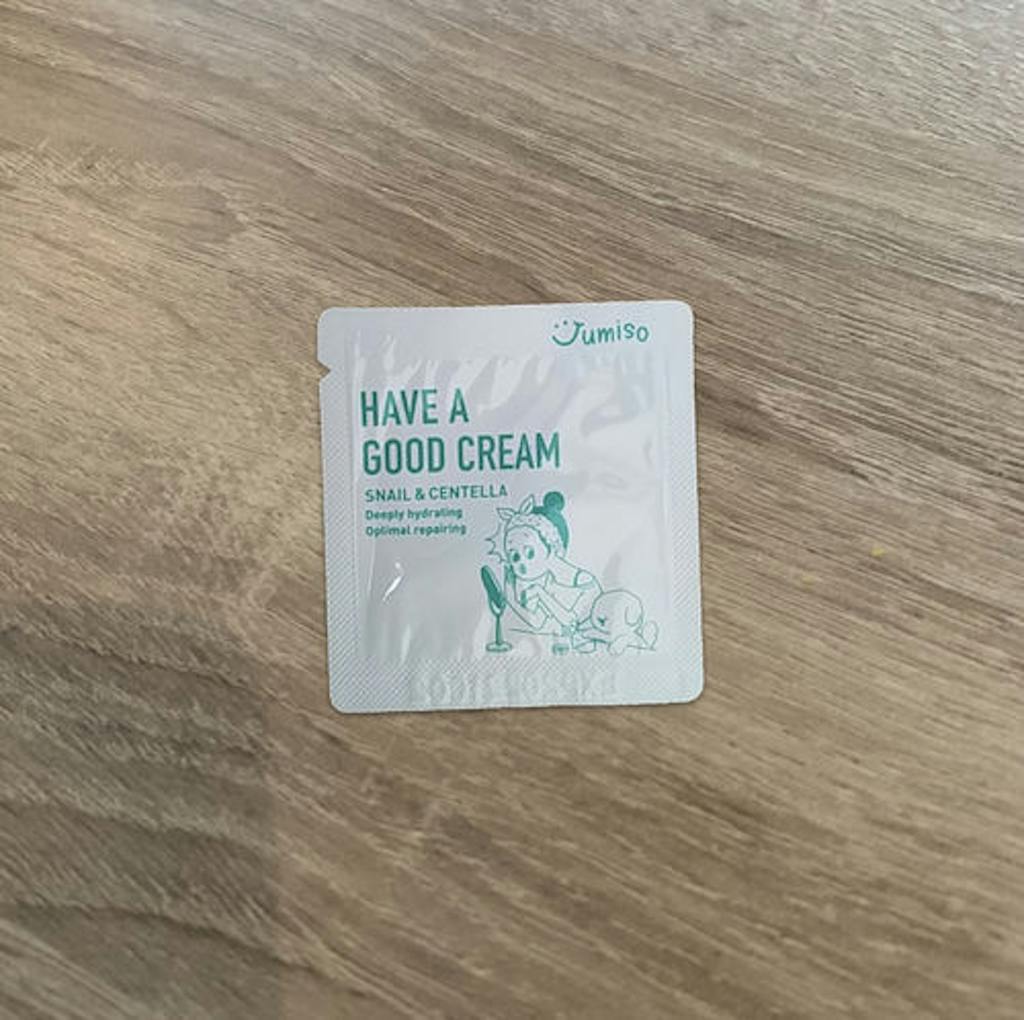 Jumiso
HAVE A
GOOD CREAM
SNAIL & CENTELLA
Deeply hydrating
Optimal repairing